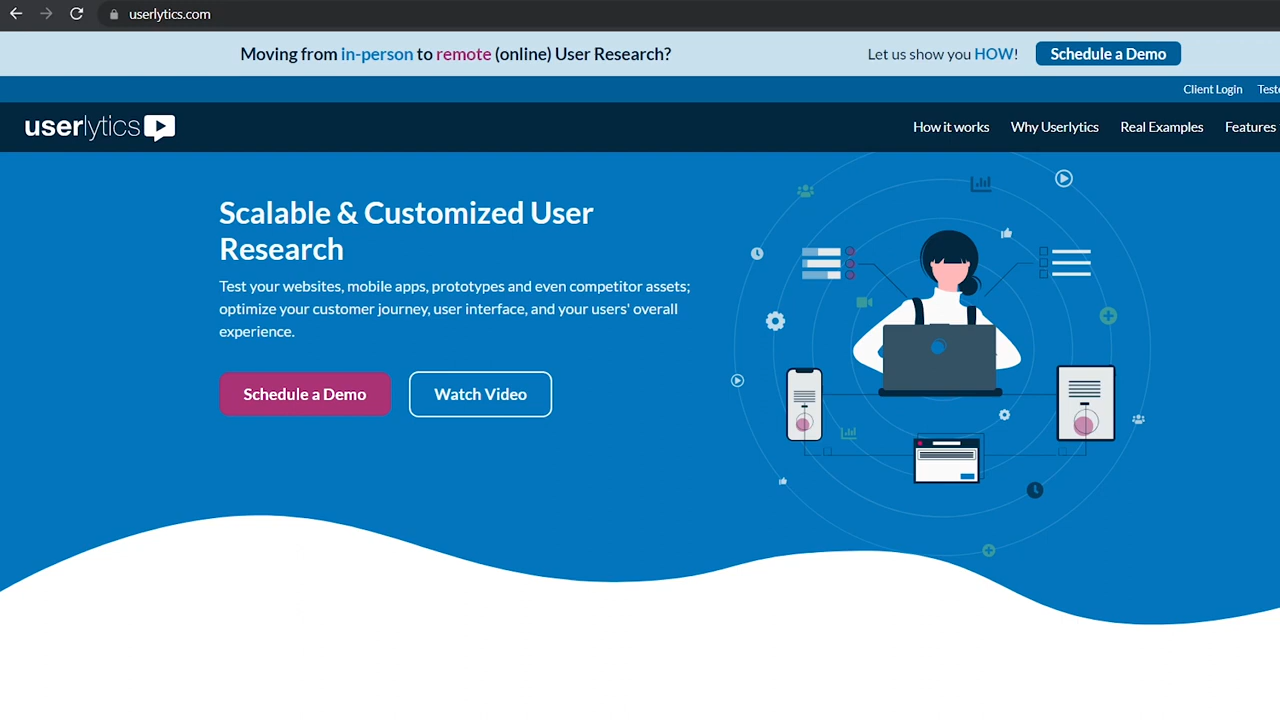 userlytics.com
Moving from in-person to remote (online) User Research?
Let us show you HOW!
Schedule a Demo
Client Login
userlytics
How it works
Why Userlytics
Real Examples
Features
Scalable & Customized User
Research
Test your websites, mobile apps, prototypes and even competitor assets;
optimize your customer journey, user interface, and your users' overall
experience.
Schedule a Demo
Watch Video